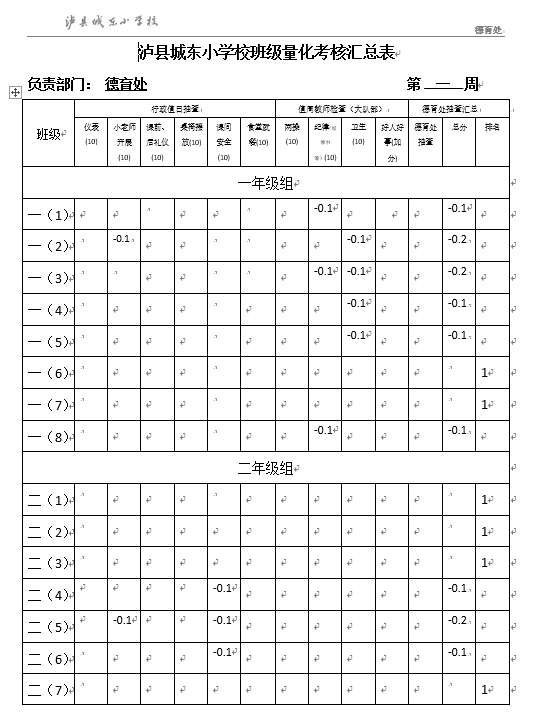 泸县城东小学校
德育处
泸县城东小学校班级量化考核汇总表
负责部门： 德育处 第 一 周
班级 行政值日抽查 值周教师检查（大队部） 德育处抽查汇总
仪表(10) 小老师开展(10) 课前、后礼仪(10) 桌椅摆放(10) 课间安全(10) 食堂就餐(10) 两操(10) 纪律(10) 卫生(10) 好人好事(加分) 德育处抽查 总分 排名
一年级组
一（1） -0.1 -0.1
一（2） -0.1 -0.1 -0.2
一（3） -0.1 -0.1 -0.2
一（4） -0.1 -0.1
一（5） -0.1 -0.1
一（6） 1
一（7） 1
一（8） -0.1 -0.1
二年级组
二（1） 1
二（2） 1
二（3） 1
二（4） -0.1 -0.1
二（5） -0.1 -0.1 -0.2
二（6） -0.1 -0.1
二（7） 1